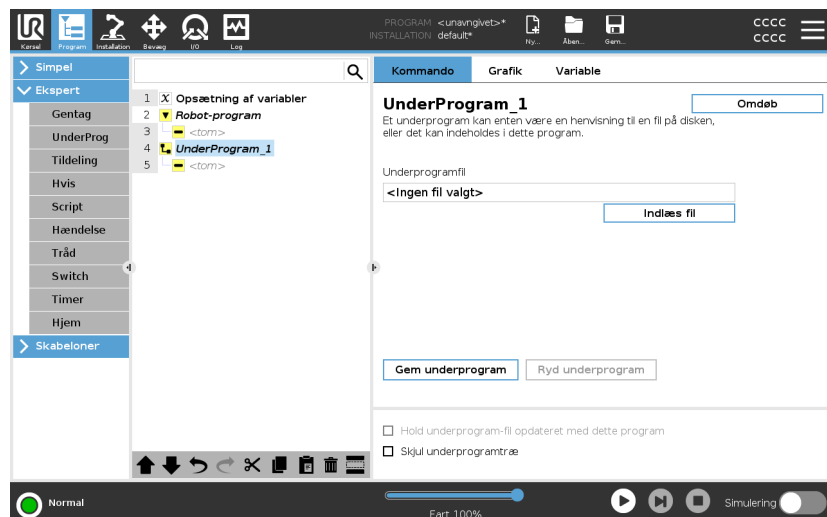 PROGRAM <unavngivet>*
INSTALLATION default*
CCCC
CCCC
Kørsel
Program
Installation
Bevæg
I/O
Log
Ny...
Åben...
Gem...
Simpel
Ekspert
Gentag
UnderProg
Tildeling
Hvis
Script
Hændelse
Tråd
Switch
Timer
Hjem
Skabeloner
1 X Opsætning af variabler
2 Robot-program
3 <tom>
4 UnderProgram_1
5 <tom>
Kommando
Grafik
Variable
UnderProgram_1
Omdøb
Et underprogram kan enten være en henvisning til en fil på disken,
eller det kan indeholdes i dette program.
Underprogramfil
<Ingen fil valgt>
Indlæs fil
Gem underprogram
Ryd underprogram
Hold underprogram-fil opdateret med dette program
Skjul underprogramtræ
Normal
Fart 100%
Simulering